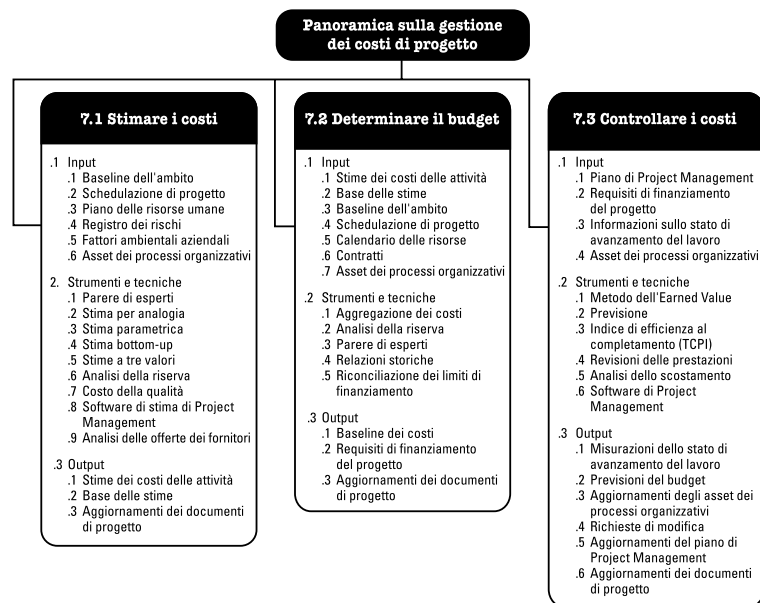 Panoramica sulla gestione
dei costi di progetto
7.1 Stimare i costi
.1 Input
.1 Baseline dell'ambito
.2 Schedulazione di progetto
.3 Piano delle risorse umane
.4 Registro dei rischi
.5 Fattori ambientali aziendali
.6 Asset dei processi organizzativi
2. Strumenti e tecniche
.1 Parere di esperti
.2 Stima per analogia
.3 Stima parametrica
.4 Stima bottom-up
.5 Stime a tre valori
.6 Analisi della riserva
.7 Costo della qualità
.8 Software di stima di Project
Management
.9 Analisi delle offerte dei fornitori
.3 Output
.1 Stime dei costi delle attività
.2 Base delle stime
.3 Aggiornamenti dei documenti
di progetto
7.2 Determinare il budget
.1 Input
.1 Stime dei costi delle attività
.2 Base delle stime
.3 Baseline dell'ambito
.4 Schedulazione di progetto
.5 Calendario delle risorse
.6 Contratti
.7 Asset dei processi organizzativi
.2 Strumenti e tecniche
.1 Aggregazione dei costi
.2 Analisi della riserva
.3 Parere di esperti
.4 Relazioni storiche
.5 Riconciliazione dei limiti di
finanziamento
.3 Output
.1 Baseline dei costi
.2 Requisiti di finanziamento
del progetto
.3 Aggiornamenti dei documenti
di progetto
7.3 Controllare i costi
.1 Input
.1 Piano di Project Management
.2 Requisiti di finanziamento
del progetto
.3 Informazioni sullo stato di
avanzamento del lavoro
.4 Asset dei processi organizzativi
.2 Strumenti e tecniche
.1 Metodo dell'Earned Value
.2 Previsione
.3 Indice di efficienza al
completamento (TCPI)
.4 Revisioni delle prestazioni
.5 Analisi dello scostamento
.6 Software di Project
Management
.3 Output
.1 Misurazioni dello stato di
avanzamento del lavoro
.2 Previsioni del budget
.3 Aggiornamenti degli asset dei
processi organizzativi
.4 Richieste di modifica
.5 Aggiornamenti del piano di
Project Management
.6 Aggiornamenti dei documenti
di progetto